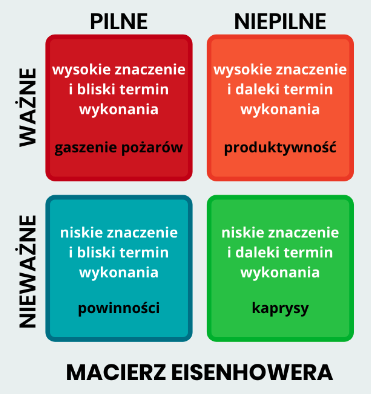 PILNE
NIEPILNE
WAŻNE
wysokie znaczenie
i bliski termin
wykonania
gaszenie pożarów
wysokie znaczenie
i daleki termin
wykonania
produktywność
NIEWAŻNE
niskie znaczenie
i bliski termin
wykonania
powinności
niskie znaczenie
i daleki termin
wykonania
kaprysy
MACIERZ EISENHOWERA